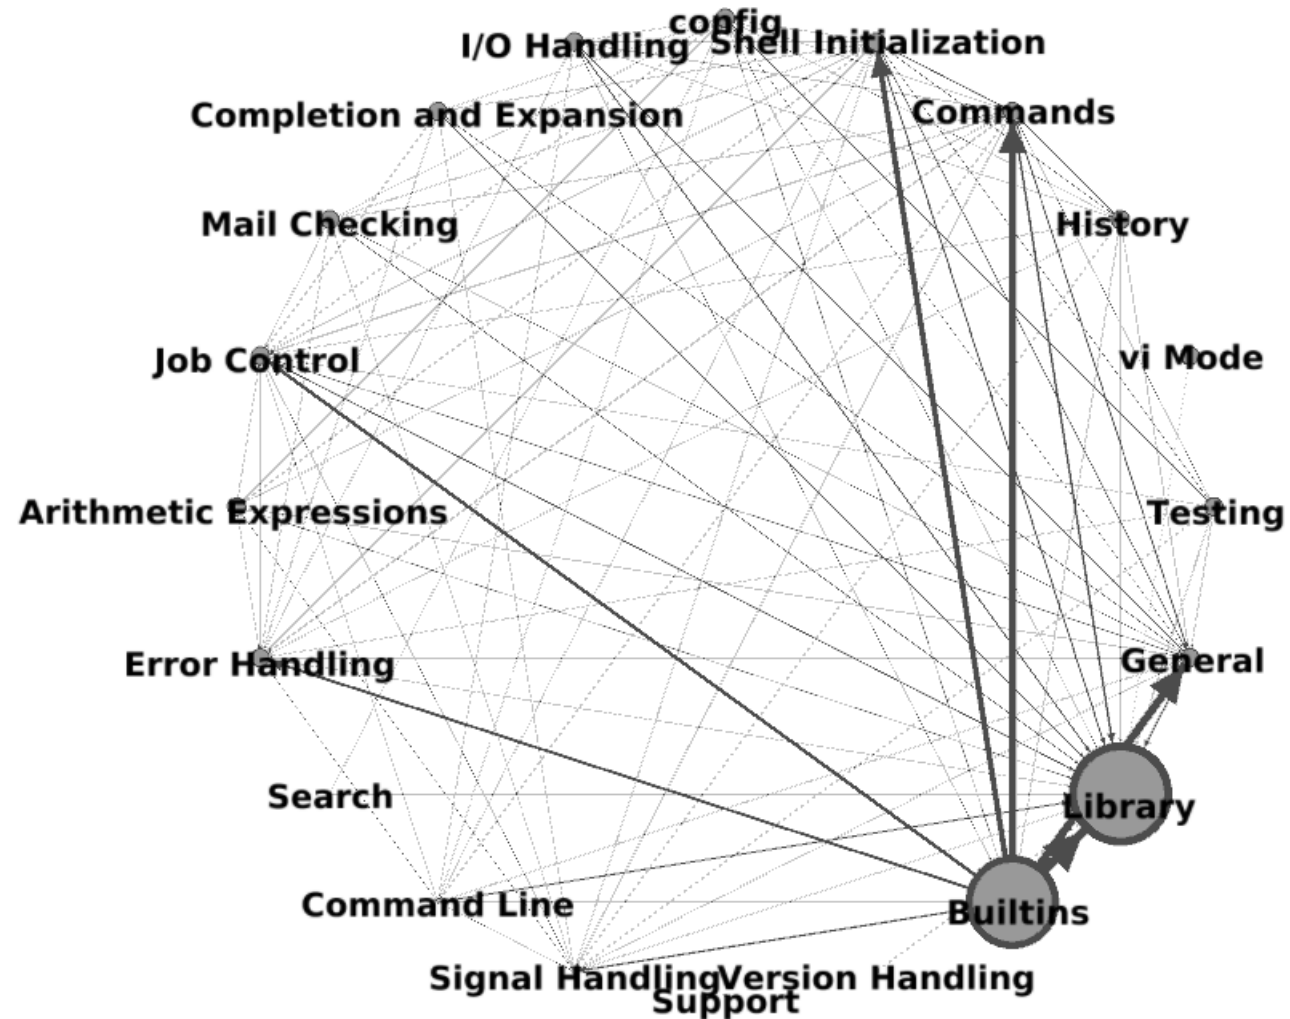 config
I/O Handling
Shell Initialization
Completion and Expansion
Commands
Mail Checking
History
Job Control
vi Mode
Arithmetic Expressions
Testing
Error Handling
General
Search
Library
Command Line
Builtins
Signal Handling
Version Handling
Support